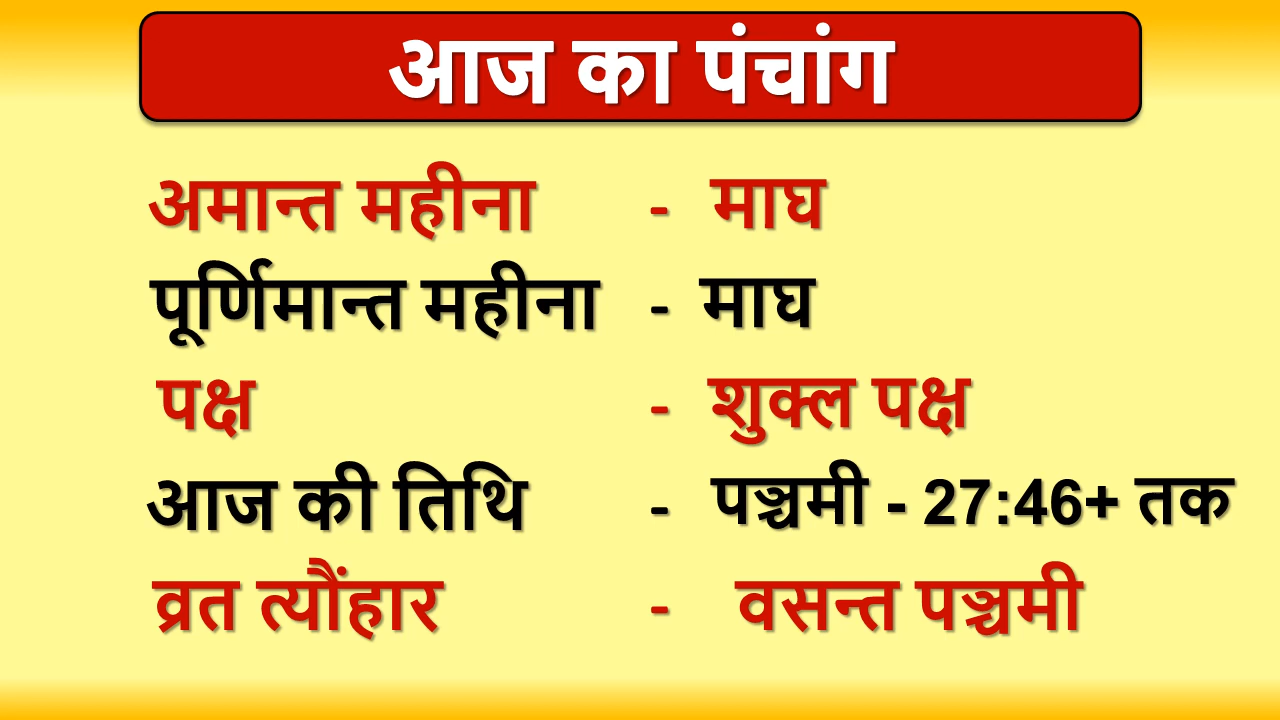 आज का पंचांग
अमान्त महीना - माघ
पूर्णिमान्त महीना - माघ
पक्ष - शुक्ल पक्ष
आज की तिथि - पञ्चमी - 27:46+ तक
व्रत त्यौंहार - वसन्त पञ्चमी